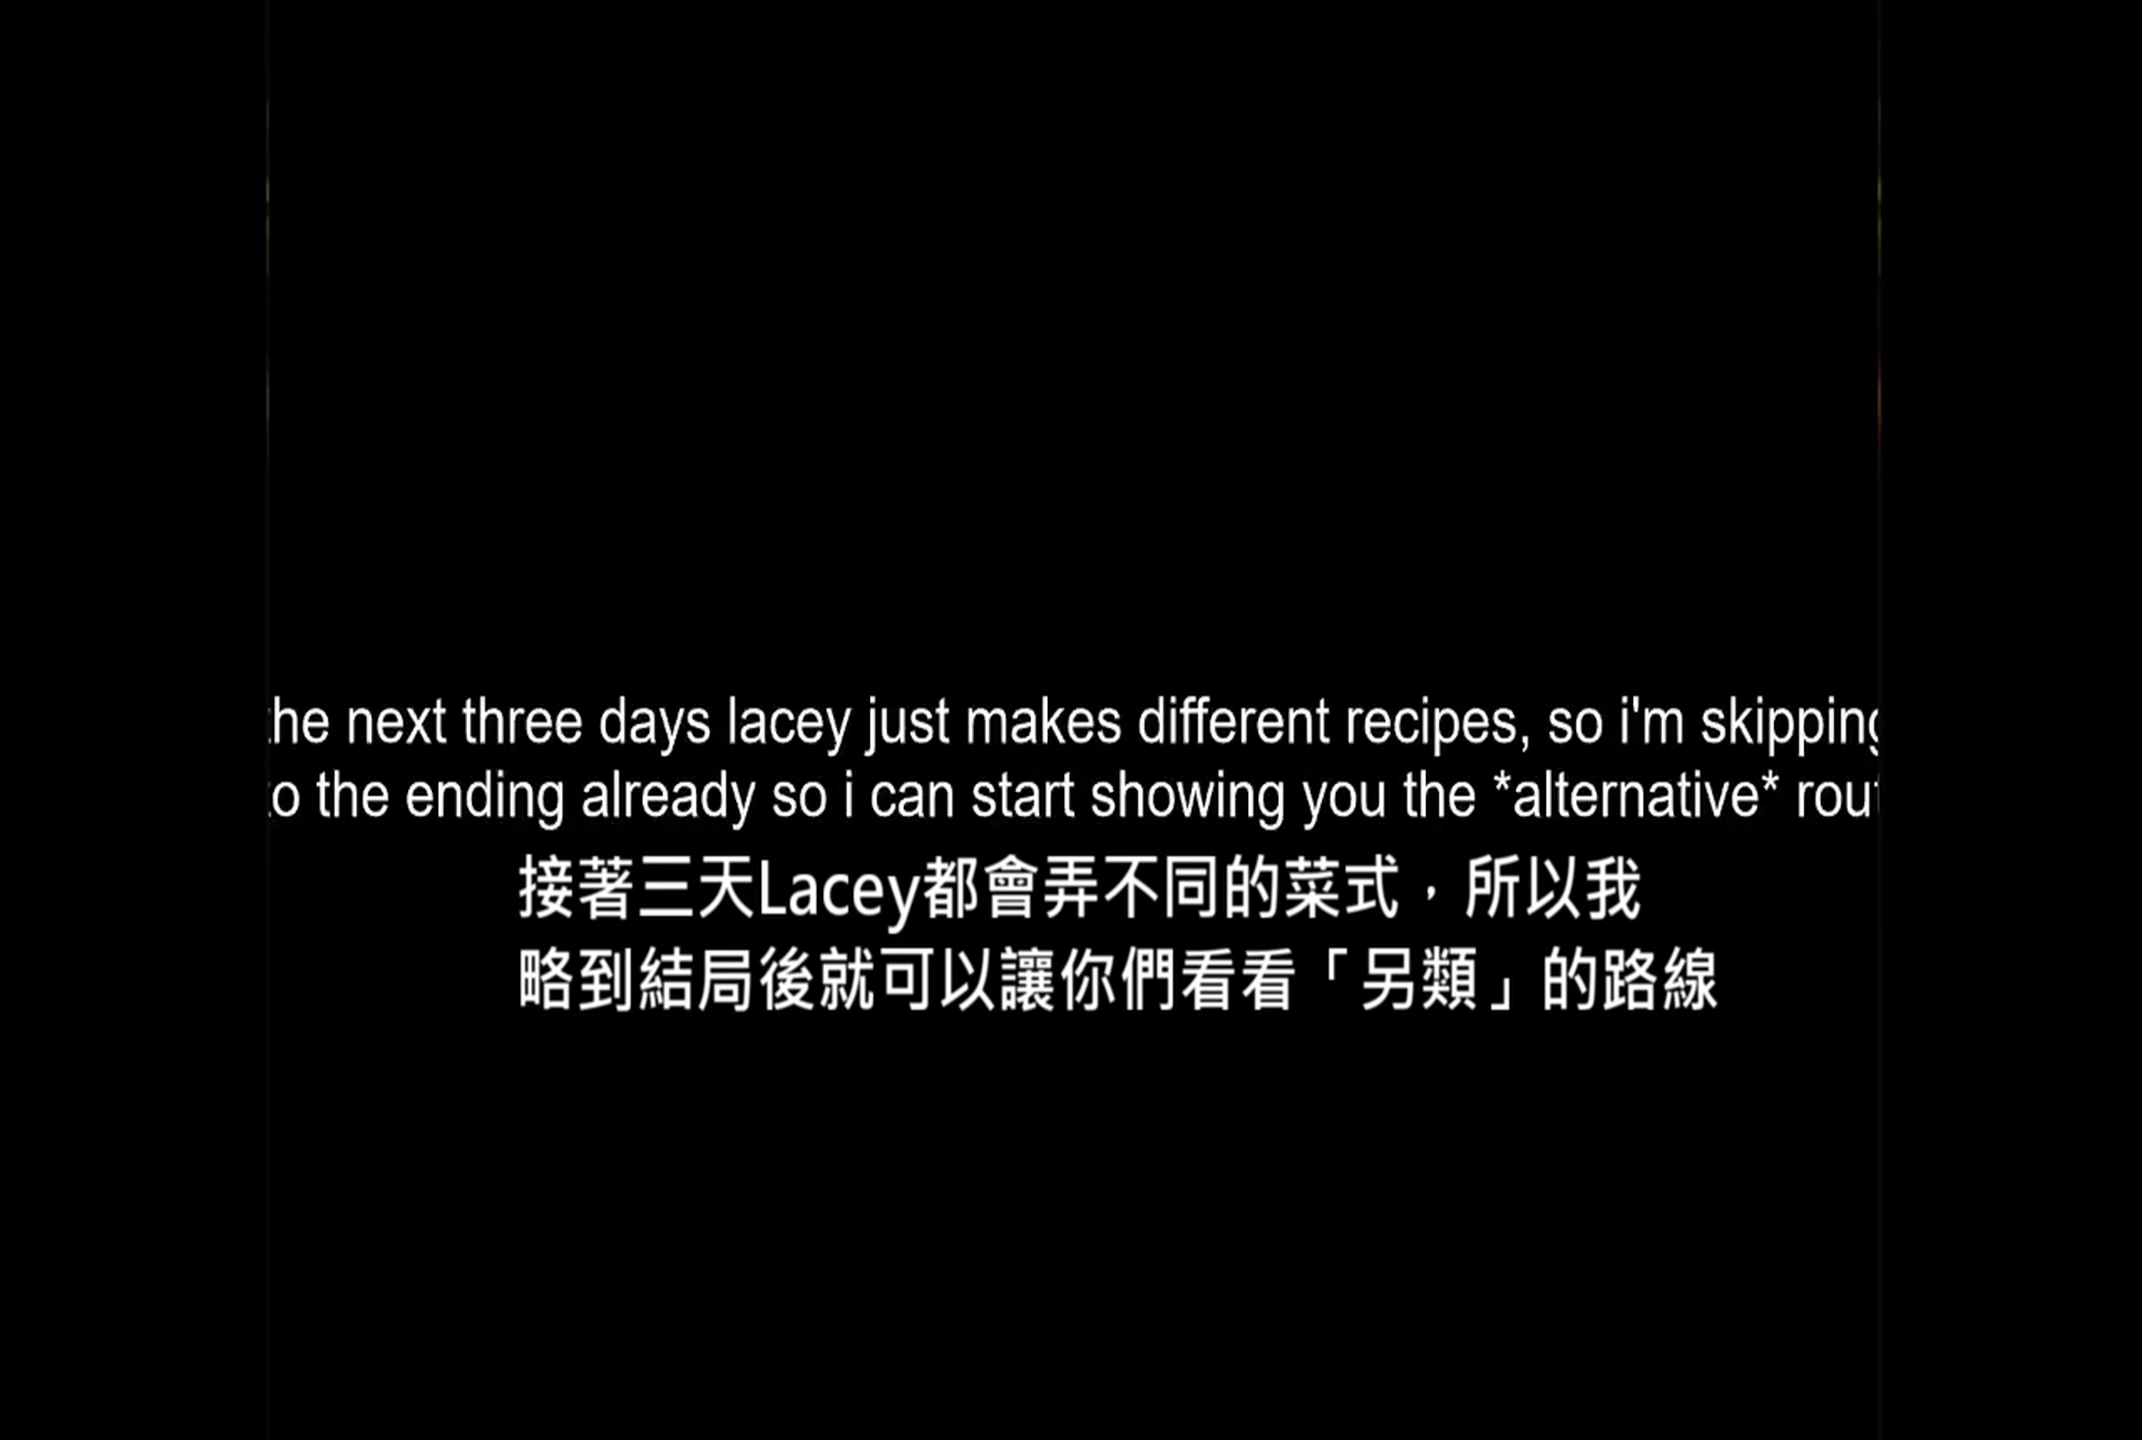 the next three days lacey just makes different recipes, so i'm skipping
to the ending already so i can start showing you the *alternative* rout
接著三天Lacey都會弄不同的菜式，所以我
略到結局後就可以讓你們看看「另類」的路線